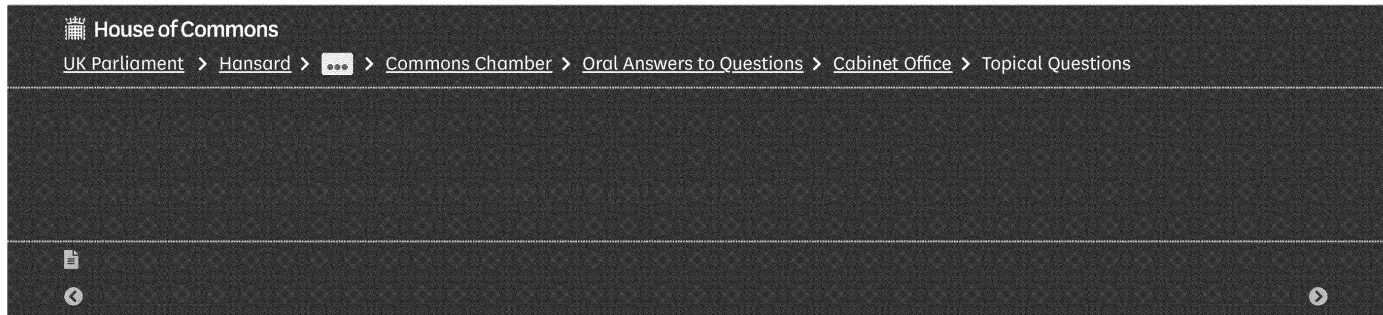 House of Commons
UK Parliament > Hansard > ... > Commons Chamber > Oral Answers to Questions > Cabinet Office > Topical Questions